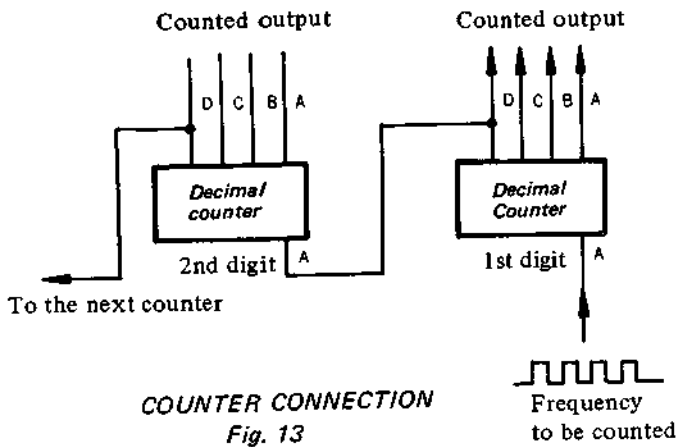 Counted output
D C B A
Decimal
counter
2nd digit
A
To the next counter
Counted output
D C B A
Decimal
Counter
1st digit
A
Frequency
to be counted
COUNTER CONNECTION
Fig. 13